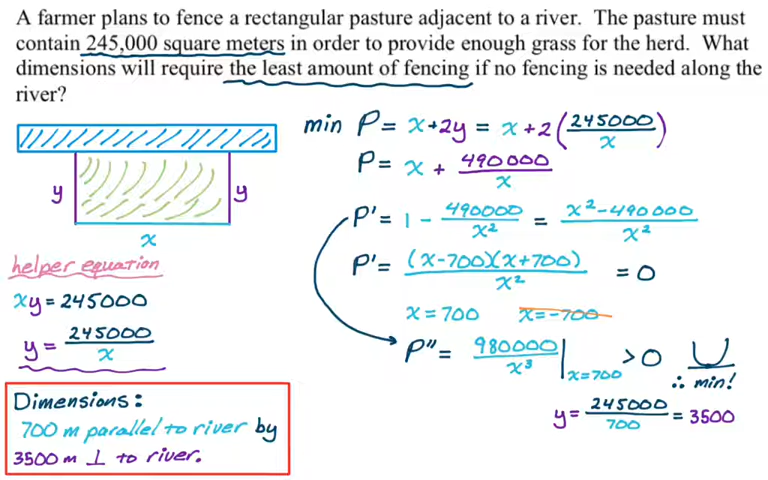 A farmer plans to fence a rectangular pasture adjacent to a river. The pasture must
contain 245,000 square meters in order to provide enough grass for the herd. What
dimensions will require the least amount of fencing if no fencing is needed along the
river?
min P = x+2y = x+2(245000/x)
P = x + 490000/x
y y
x
P' = 1 - 490000/x² = x²-490000/x²
helper equation
P' = (x-700)(x+700)/x² = 0
xy = 245000
x = 700 x = -700
y = 245000/x
P" = 980000/x³ |x=700 > 0
∴ min!
y = 245000/700 = 3500
Dimensions:
700 m parallel to river by
3500 m ⊥ to river.